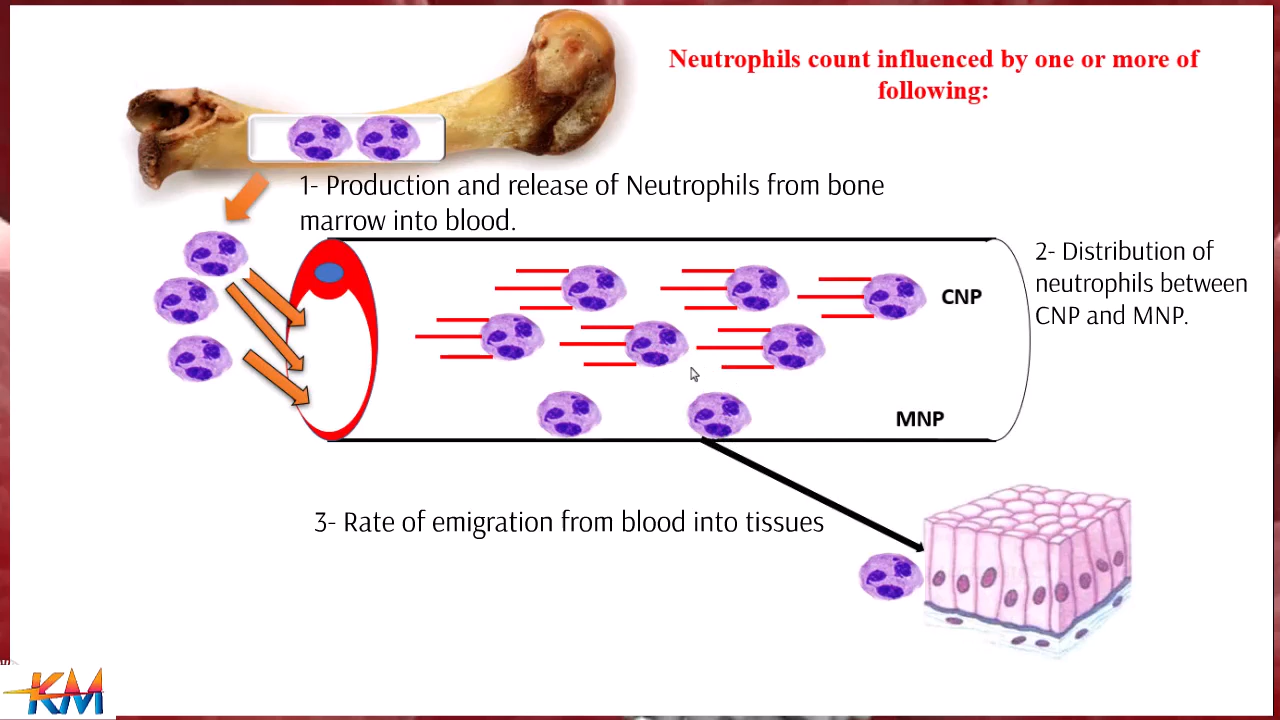 Neutrophils count influenced by one or more of
following:
1- Production and release of Neutrophils from bone
marrow into blood.
2- Distribution of
neutrophils between
CNP and MNP.
CNP
MNP
3- Rate of emigration from blood into tissues
KM